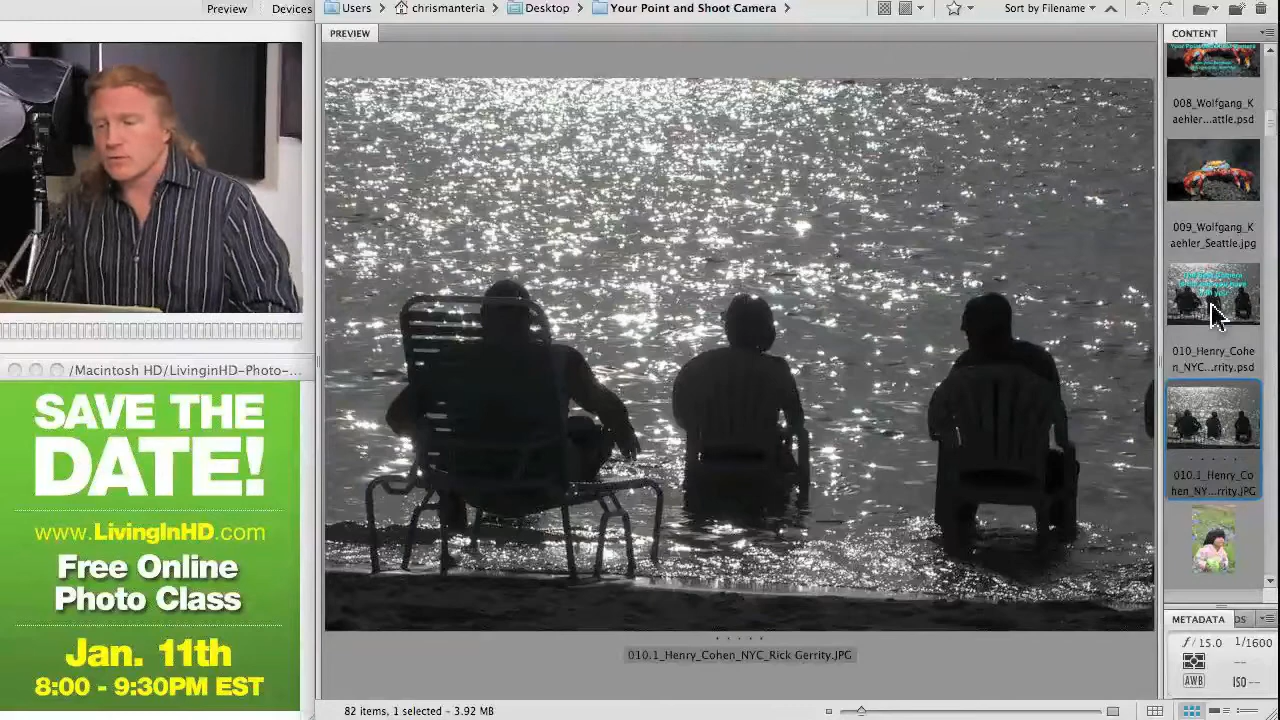 Preview
Devices
Users
chrismanteria
Desktop
Your Point and Shoot Camera
Sort by Filename
PREVIEW
CONTENT
008_Wolfgang_K
aehler...attle.psd
009_Wolfgang_K
aehler_Seattle.jpg
010_Henry_Cohe
n_NYC...rrity.psd
010.1_Henry_Co
hen_NY...rrity.JPG
/Macintosh HD/LivinginHD-Photo-...
SAVE THE
DATE!
www.LivingInHD.com
Free Online
Photo Class
Jan. 11th
8:00 - 9:30PM EST
010.1_Henry_Cohen_NYC_Rick Gerrity.JPG
82 items, 1 selected - 3.92 MB
METADATA
DS
f/15.0 1/1600
--
AWB
ISO --